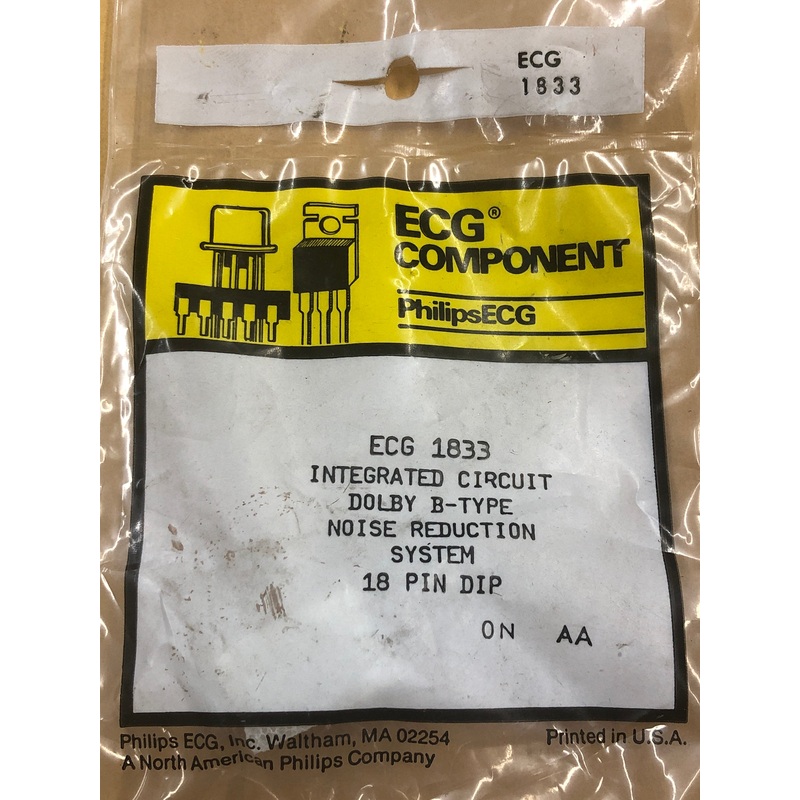 ECG
1833
ECG®
COMPONENT
PhilipsECG
ECG 1833
INTEGRATED CIRCUIT
DOLBY B-TYPE
NOISE REDUCTION
SYSTEM
18 PIN DIP
0N AA
Philips ECG, Inc. Waltham, MA 02254
Printed in U.S.A.
A North American Philips Company